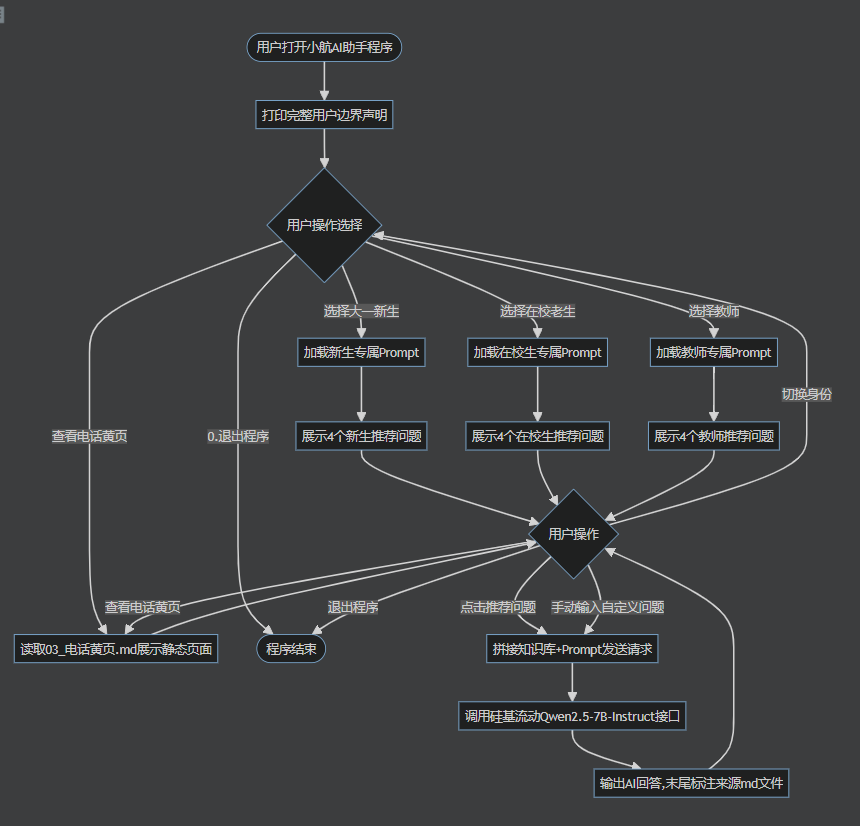 用户打开小航AI助手程序
打印完整用户边界声明
用户操作选择
选择大一新生
选择在校老生
选择教师
加载新生专属Prompt
加载在校生专属Prompt
加载教师专属Prompt
切换身份
查看电话黄页
0.退出程序
展示4个新生推荐问题
展示4个在校生推荐问题
展示4个教师推荐问题
用户操作
查看电话黄页
退出程序
点击推荐问题
手动输入自定义问题
读取03_电话黄页.md展示静态页面
程序结束
拼接知识库+Prompt发送请求
调用硅基流动Qwen2.5-7B-Instruct接口
输出AI回答,末尾标注来源md文件